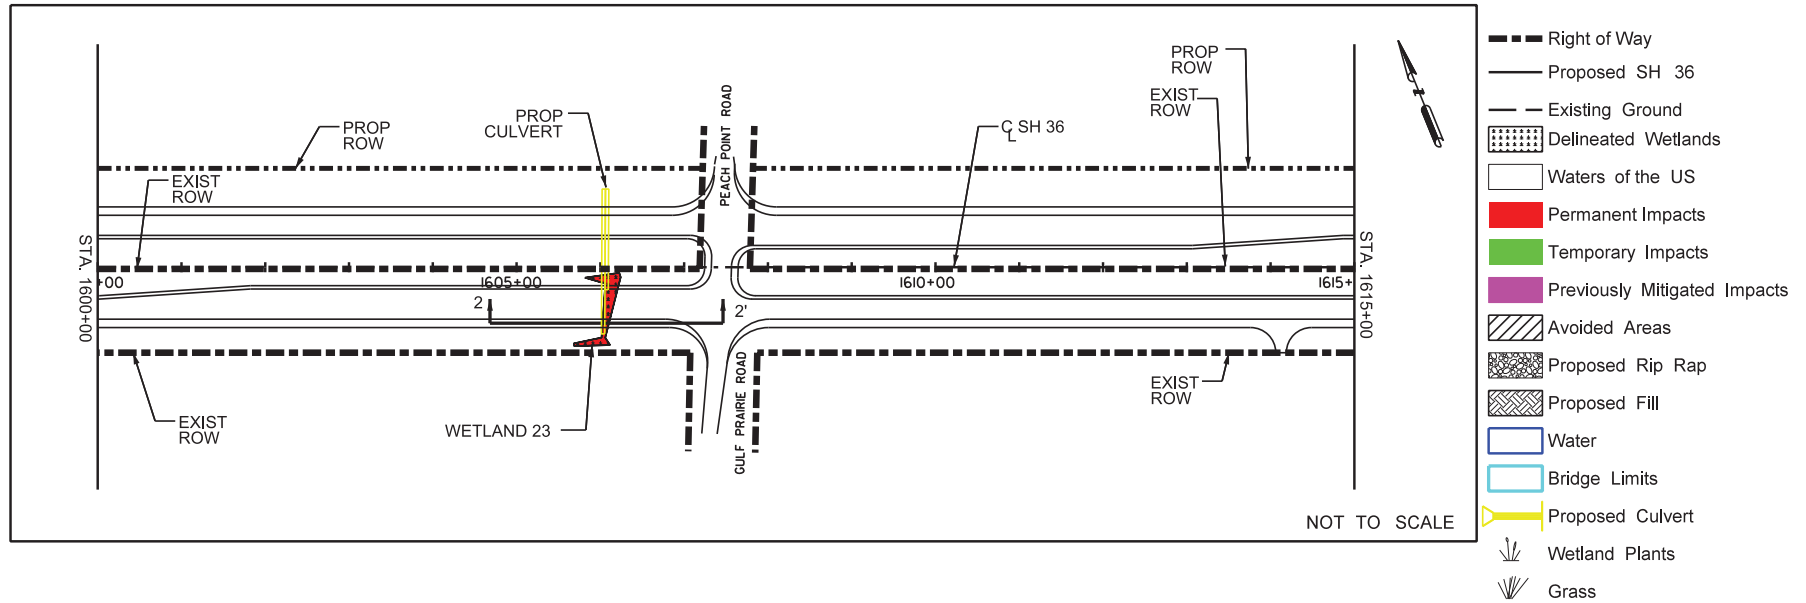 PROP
ROW
EXIST
ROW
PROP
CULVERT
PROP
ROW
EXIST
ROW
CL SH 36
PEACH POINT ROAD
STA. 1600+00
+00
1605+00
1610+00
1615+
STA. 1615+00
2
2'
EXIST
ROW
WETLAND 23
GULF PRAIRIE ROAD
EXIST
ROW
NOT TO SCALE
Right of Way
Proposed SH 36
Existing Ground
Delineated Wetlands
Waters of the US
Permanent Impacts
Temporary Impacts
Previously Mitigated Impacts
Avoided Areas
Proposed Rip Rap
Proposed Fill
Water
Bridge Limits
Proposed Culvert
Wetland Plants
Grass